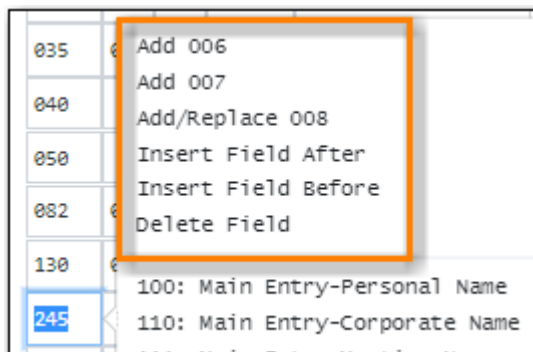 035
Add 006
Add 007
040
Add/Replace 008
050
Insert Field After
Insert Field Before
082
Delete Field
130
100: Main Entry-Personal Name
245
110: Main Entry-Corporate Name